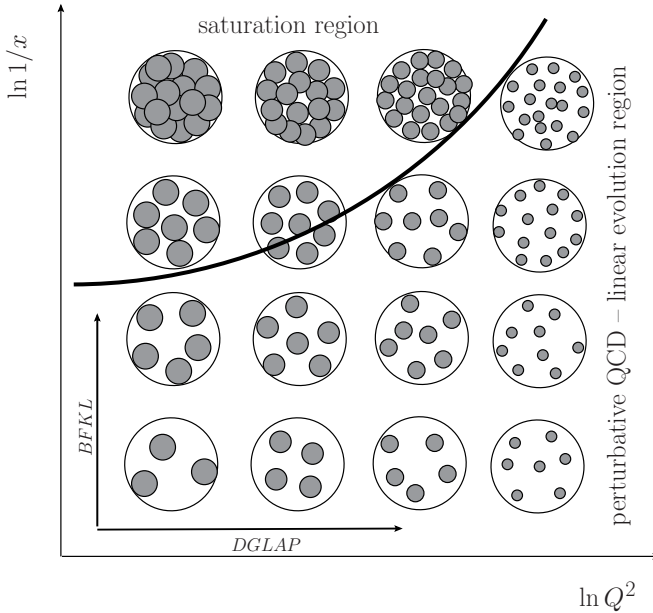 saturation region
ln 1/x
perturbative QCD – linear evolution region
BFKL
DGLAP
ln Q²